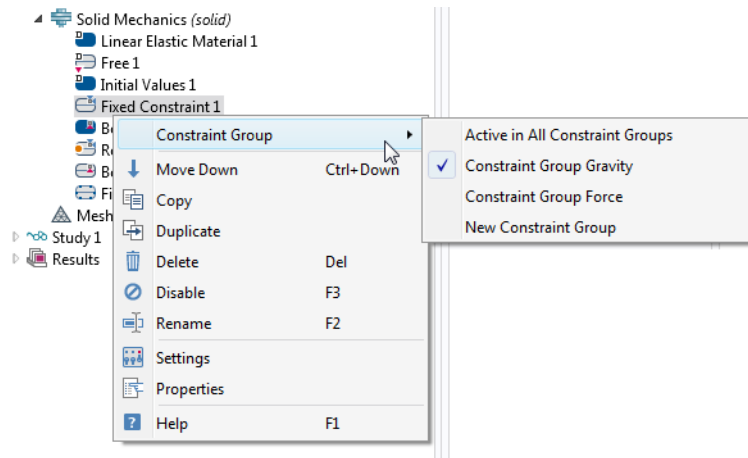 Solid Mechanics (solid)
Linear Elastic Material 1
Free 1
Initial Values 1
Fixed Constraint 1
Constraint Group
Active in All Constraint Groups
Constraint Group Gravity
Constraint Group Force
New Constraint Group
Move Down Ctrl+Down
Copy
Duplicate
Delete Del
Disable F3
Rename F2
Settings
Properties
Help F1
Mesh
Study 1
Results